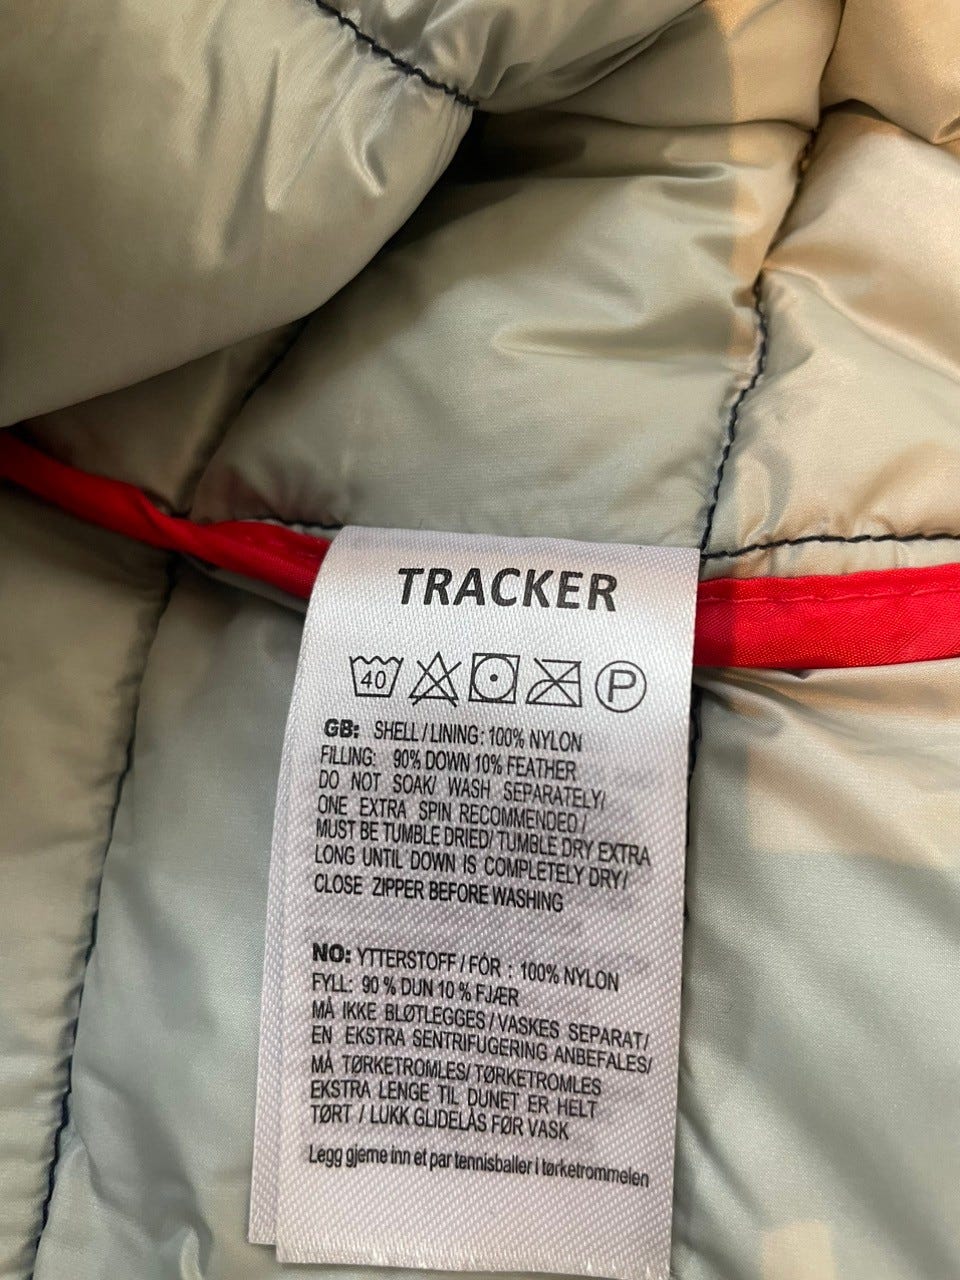 TRACKER
40 P
GB: SHELL / LINING: 100% NYLON
FILLING: 90% DOWN 10% FEATHER
DO NOT SOAK/ WASH SEPARATELY/
ONE EXTRA SPIN RECOMMENDED /
MUST BE TUMBLE DRIED/ TUMBLE DRY EXTRA
LONG UNTIL DOWN IS COMPLETELY DRY/
CLOSE ZIPPER BEFORE WASHING
NO: YTTERSTOFF / FÓR : 100% NYLON
FYLL: 90 % DUN 10 % FJÆR
MÅ IKKE BLØTLEGGES / VASKES SEPARAT/
EN EKSTRA SENTRIFUGERING ANBEFALES/
MÅ TØRKETROMLES/ TØRKETROMLES
EKSTRA LENGE TIL DUNET ER HELT
TØRT / LUKK GLIDELÅS FØR VASK
Legg gjerne inn et par tennisballer i tørketrommelen